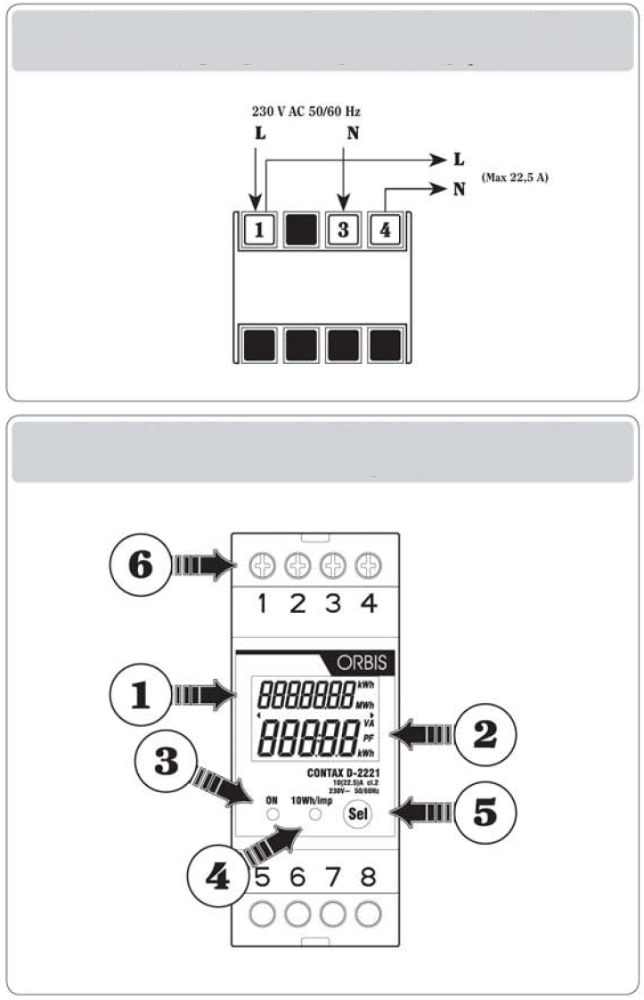 230 V AC 50/60 Hz
L N
L
(Max 22,5 A)
N
1 3 4
6
1 2 3 4
ORBIS
8888888 kWh
MWh
1
VA
888:88 PF
kWh
2
3
CONTAX D-2221
10(22.5)A cl.2
230V~ 50/60Hz
ON 10Wh/imp
Sel
5
4
5 6 7 8